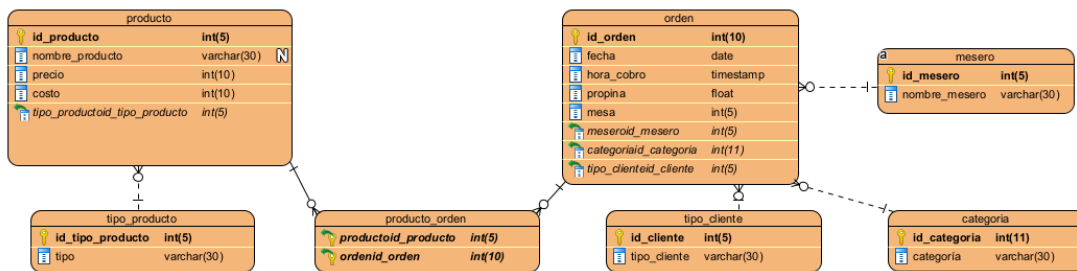 producto
id_producto int(5)
nombre_producto varchar(30) N
precio int(10)
costo int(10)
tipo_productoid_tipo_producto int(5)
orden
id_orden int(10)
fecha date
hora_cobro timestamp
propina float
mesa int(5)
meseroid_mesero int(5)
categoriaid_categoria int(11)
tipo_clienteid_cliente int(5)
a
mesero
id_mesero int(5)
nombre_mesero varchar(30)
tipo_producto
id_tipo_producto int(5)
tipo varchar(30)
producto_orden
productoid_producto int(5)
ordenid_orden int(10)
tipo_cliente
id_cliente int(5)
tipo_cliente varchar(30)
categoria
id_categoria int(11)
categoría varchar(30)